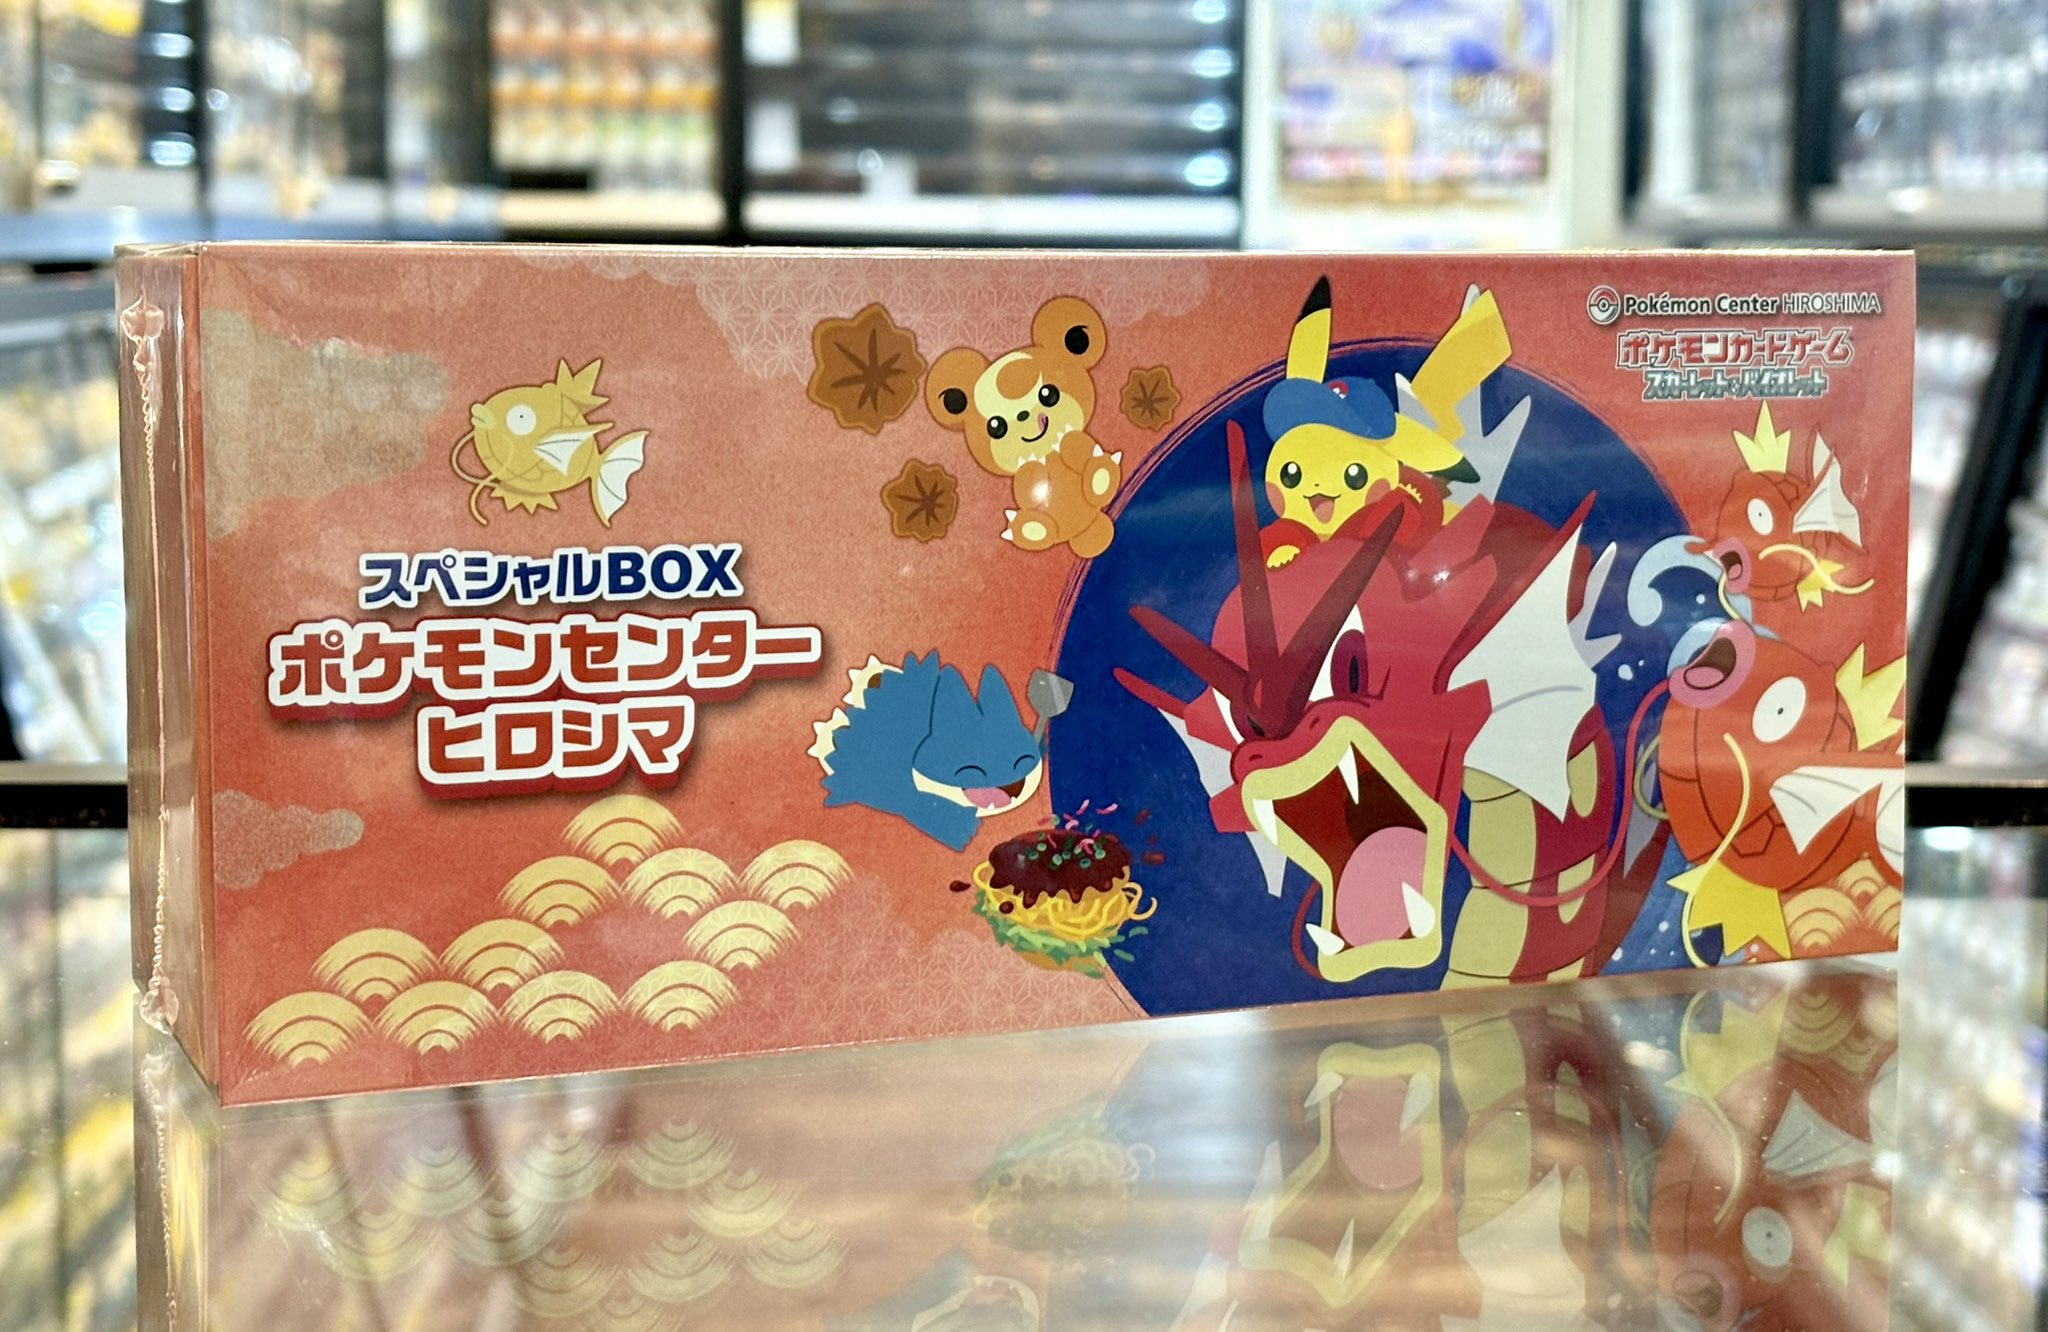 Pokémon Center HIROSHIMA
ポケモンカードゲーム
スカーレット&バイオレット
スペシャルBOX
ポケモンセンター
ヒロシマ